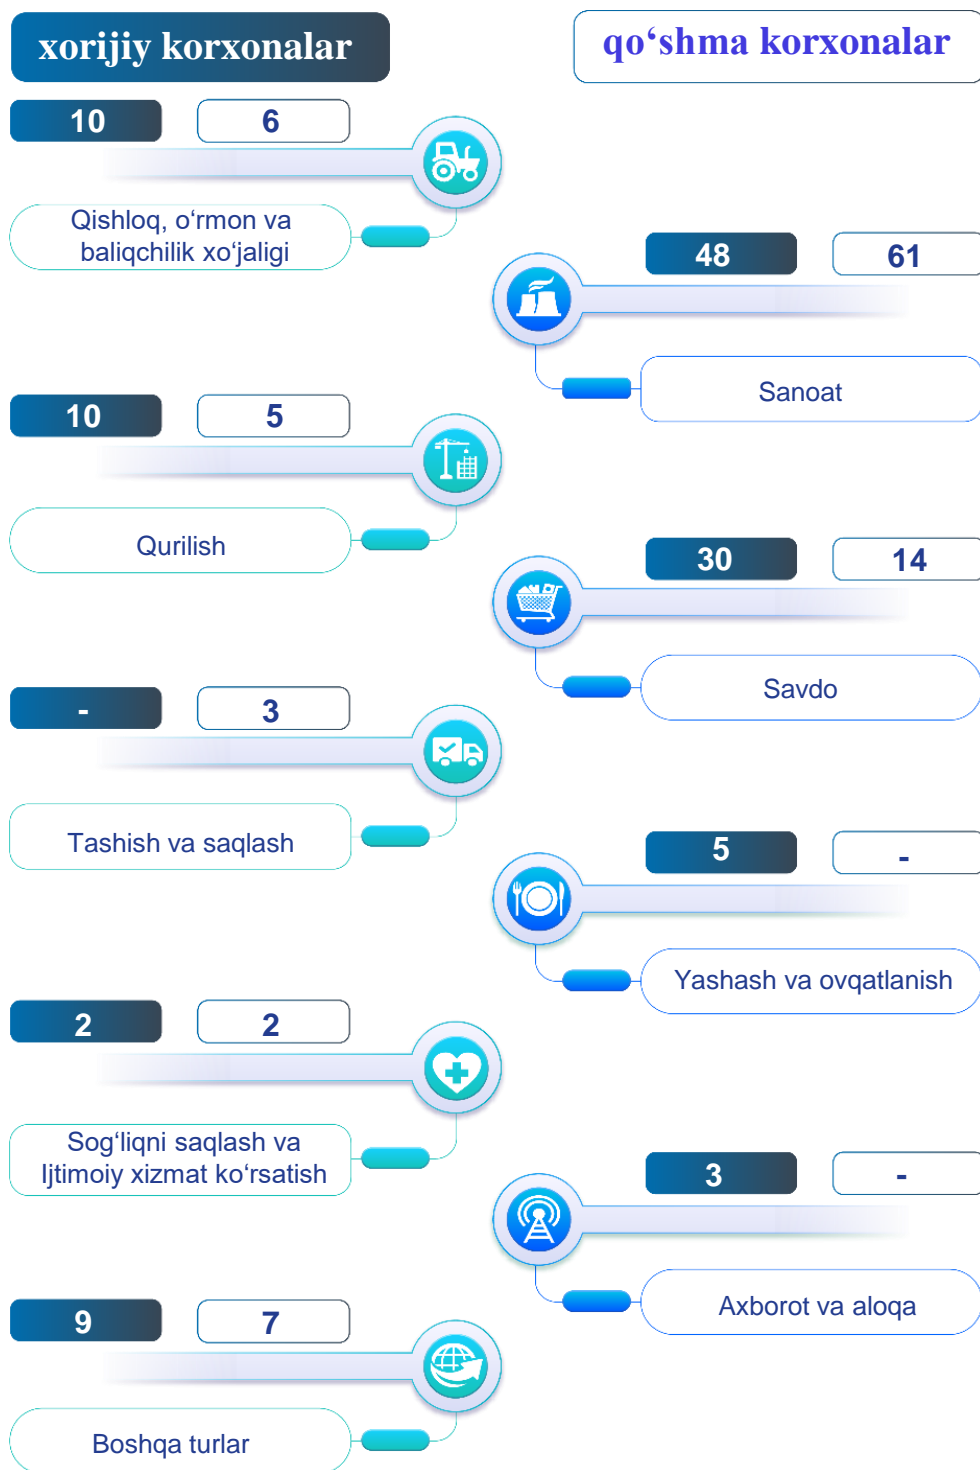 xorijiy korxonalar
qo‘shma korxonalar
10
6
Qishloq, o‘rmon va
baliqchilik xo‘jaligi
48
61
Sanoat
10
5
Qurilish
30
14
Savdo
-
3
Tashish va saqlash
5
-
Yashash va ovqatlanish
2
2
Sog‘liqni saqlash va
Ijtimoiy xizmat ko‘rsatish
3
-
Axborot va aloqa
9
7
Boshqa turlar